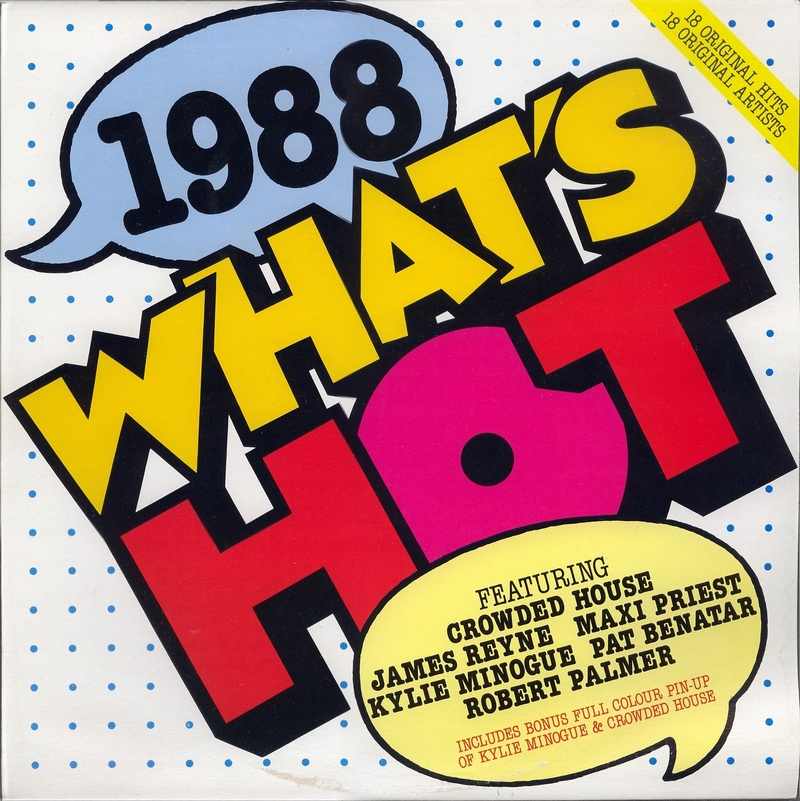 1988
18 ORIGINAL HITS
18 ORIGINAL ARTISTS
WHAT'S
HOT
FEATURING
CROWDED HOUSE
JAMES REYNE MAXI PRIEST
KYLIE MINOGUE PAT BENATAR
ROBERT PALMER
INCLUDES BONUS FULL COLOUR PIN-UP
OF KYLIE MINOGUE & CROWDED HOUSE